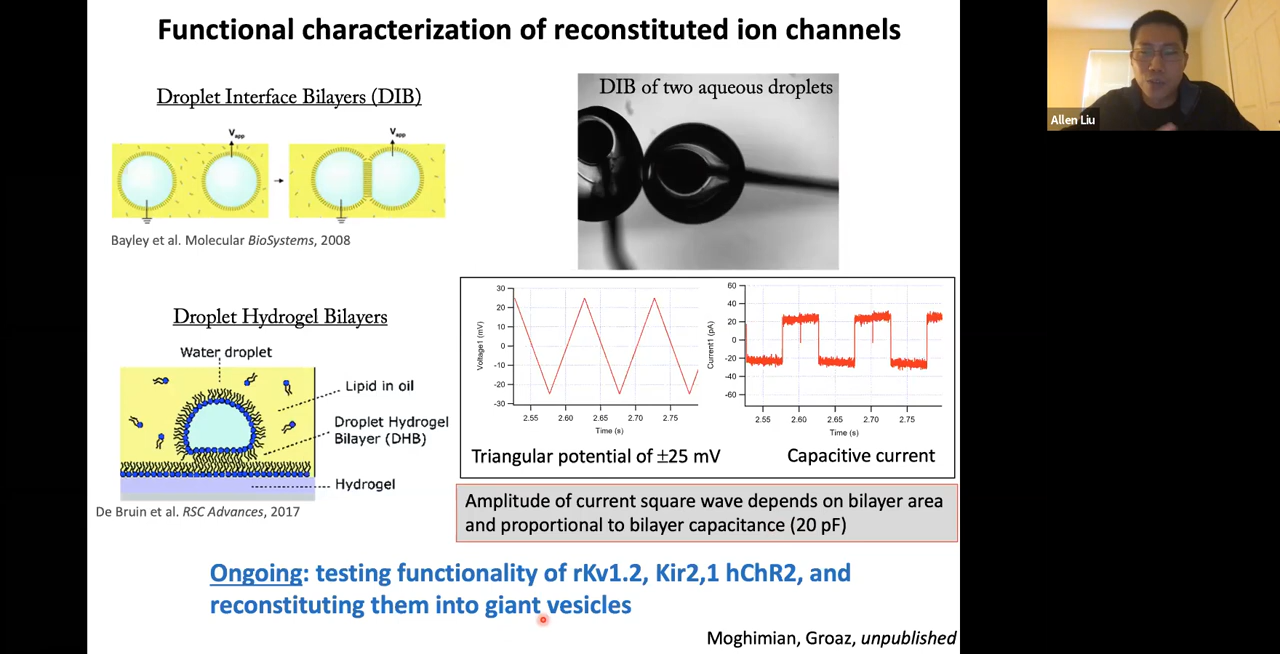 Functional characterization of reconstituted ion channels
Droplet Interface Bilayers (DIB)
Vapp
Vapp
Bayley et al. Molecular BioSystems, 2008
DIB of two aqueous droplets
Allen Liu
Droplet Hydrogel Bilayers
Water droplet
Lipid in oil
Droplet Hydrogel
Bilayer (DHB)
Hydrogel
De Bruin et al. RSC Advances, 2017
Voltage1 (mV)
30
20
10
0
-10
-20
-30
2.55 2.60 2.65 2.70 2.75
Time (s)
Triangular potential of ±25 mV
Current1 (pA)
60
40
20
0
-20
-40
-60
2.55 2.60 2.65 2.70 2.75
Time (s)
Capacitive current
Amplitude of current square wave depends on bilayer area
and proportional to bilayer capacitance (20 pF)
Ongoing: testing functionality of rKv1.2, Kir2,1 hChR2, and
reconstituting them into giant vesicles
Moghimian, Groaz, unpublished